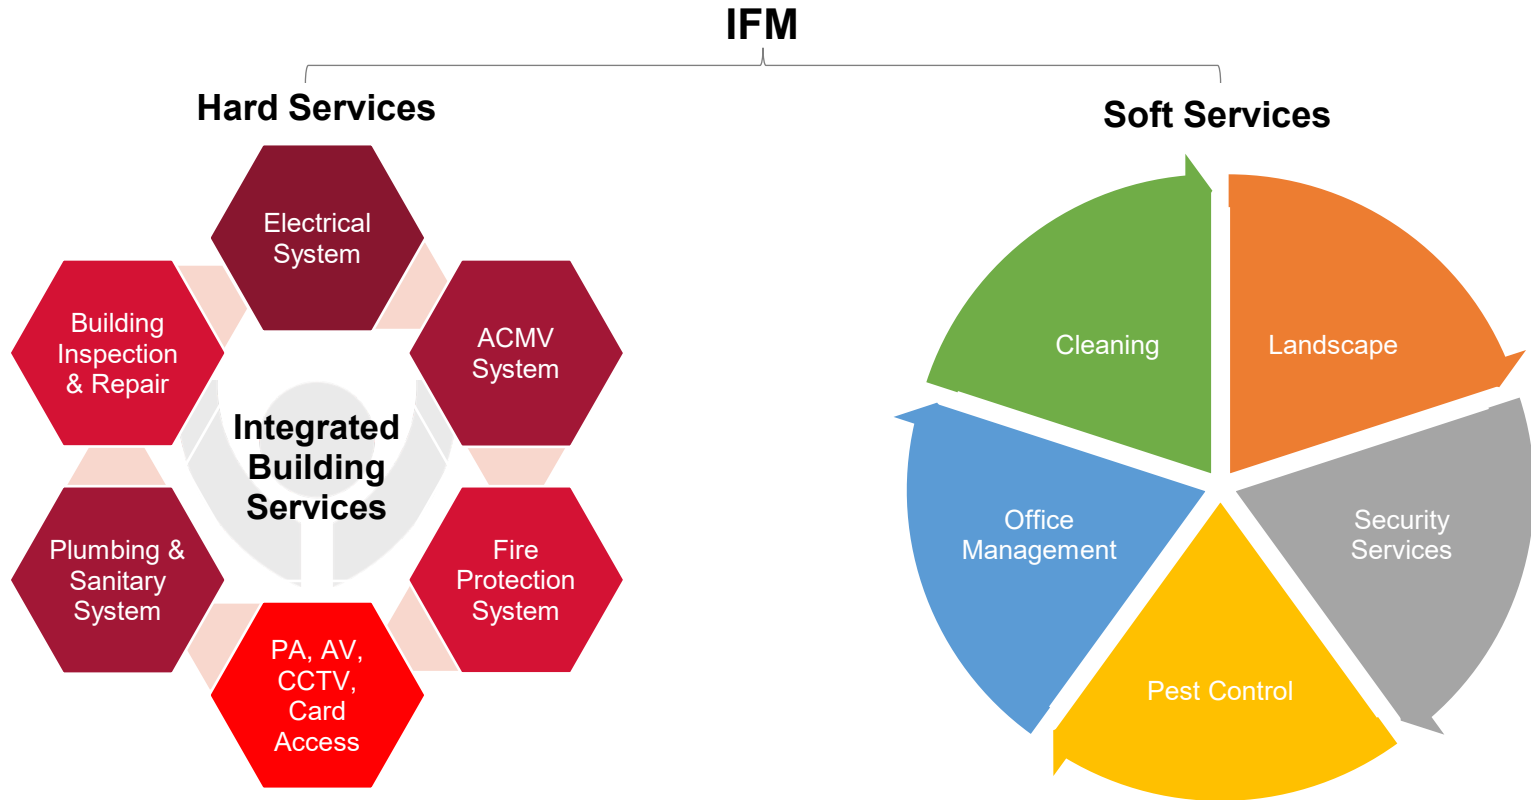 IFM
Hard Services
Electrical
System
ACMV
System
Fire
Protection
System
PA, AV,
CCTV,
Card
Access
Plumbing &
Sanitary
System
Building
Inspection
& Repair
Integrated
Building
Services
Soft Services
Landscape
Security
Services
Pest Control
Office
Management
Cleaning